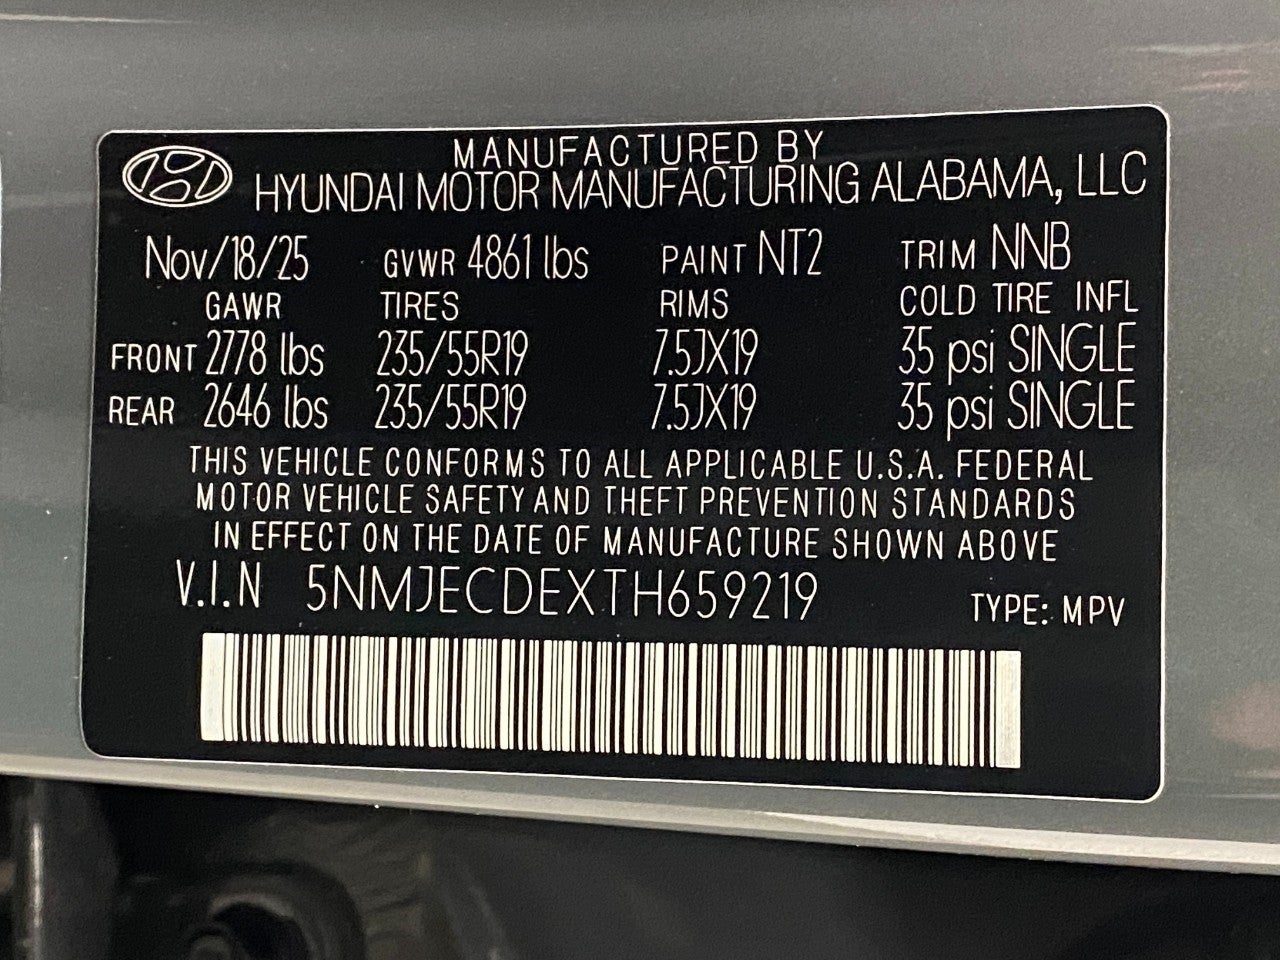 MANUFACTURED BY
HYUNDAI MOTOR MANUFACTURING ALABAMA, LLC
Nov/18/25 GVWR 4861 lbs PAINT NT2 TRIM NNB
GAWR TIRES RIMS COLD TIRE INFL
FRONT 2778 lbs 235/55R19 7.5JX19 35 psi SINGLE
REAR 2646 lbs 235/55R19 7.5JX19 35 psi SINGLE
THIS VEHICLE CONFORMS TO ALL APPLICABLE U.S.A. FEDERAL
MOTOR VEHICLE SAFETY AND THEFT PREVENTION STANDARDS
IN EFFECT ON THE DATE OF MANUFACTURE SHOWN ABOVE
V.I.N 5NMJECDEXTH659219 TYPE: MPV